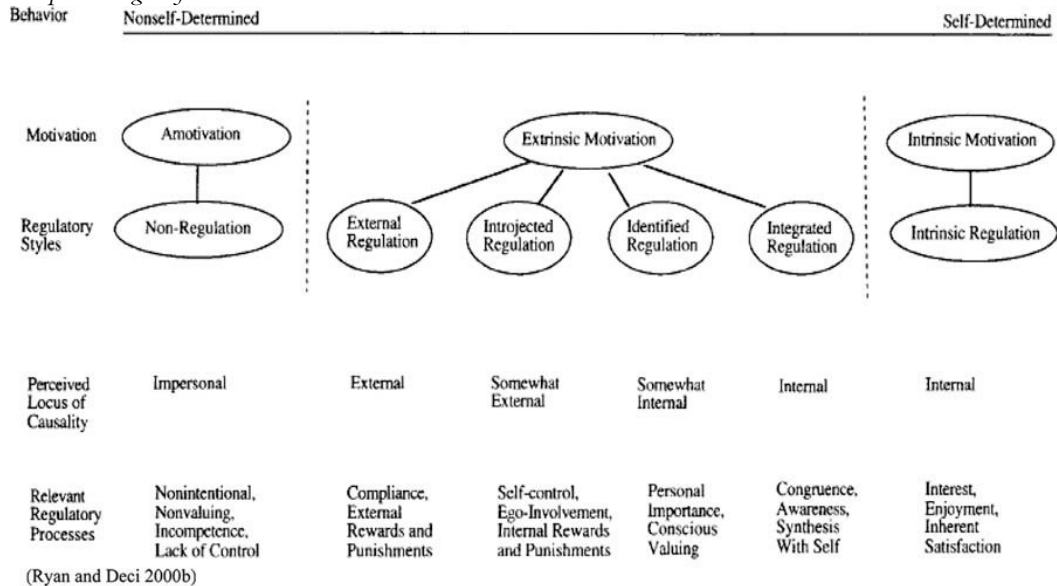 Behavior Nonself-Determined Self-Determined
Motivation Amotivation Extrinsic Motivation Intrinsic Motivation
Regulatory Styles
Non-Regulation
External Regulation
Introjected Regulation
Identified Regulation
Integrated Regulation
Intrinsic Regulation
Perceived
Locus of
Causality
Impersonal
External
Somewhat
External
Somewhat
Internal
Internal
Internal
Relevant
Regulatory
Processes
Nonintentional,
Nonvaluing,
Incompetence,
Lack of Control
Compliance,
External
Rewards and
Punishments
Self-control,
Ego-Involvement,
Internal Rewards
and Punishments
Personal
Importance,
Conscious
Valuing
Congruence,
Awareness,
Synthesis
With Self
Interest,
Enjoyment,
Inherent
Satisfaction
(Ryan and Deci 2000b)